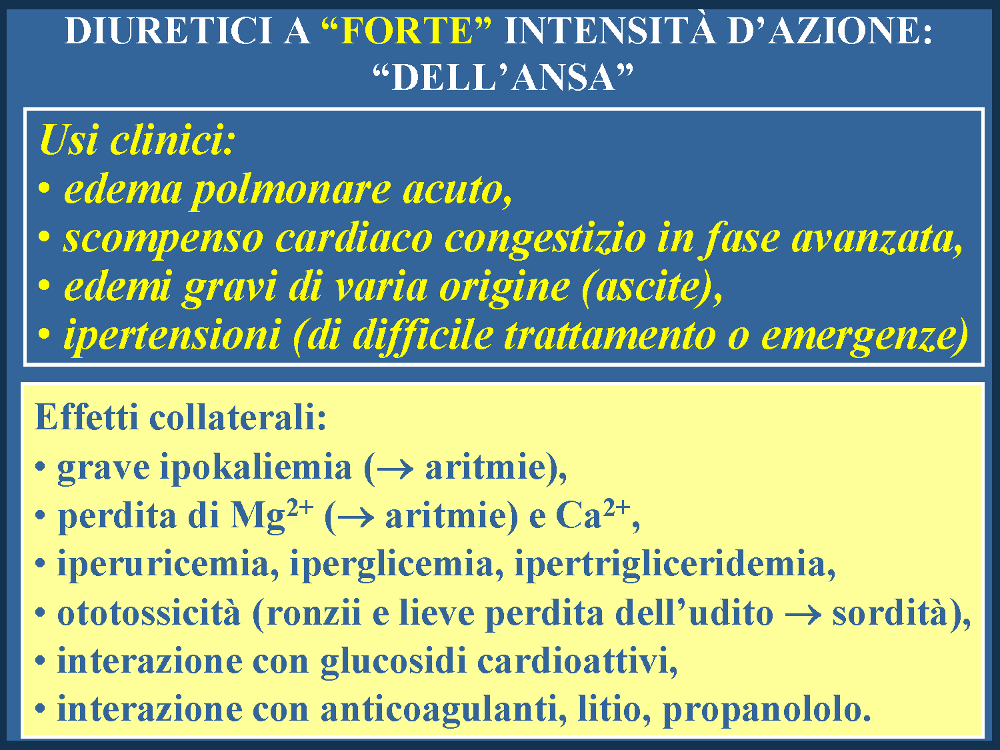 DIURETICI A “FORTE” INTENSITÀ D’AZIONE:
“DELL’ANSA”
Usi clinici:
• edema polmonare acuto,
• scompenso cardiaco congestizio in fase avanzata,
• edemi gravi di varia origine (ascite),
• ipertensioni (di difficile trattamento o emergenze)
Effetti collaterali:
• grave ipokaliemia (→ aritmie),
• perdita di Mg²⁺ (→ aritmie) e Ca²⁺,
• iperuricemia, iperglicemia, ipertrigliceridemia,
• ototossicità (ronzii e lieve perdita dell’udito → sordità),
• interazione con glucosidi cardioattivi,
• interazione con anticoagulanti, litio, propanololo.